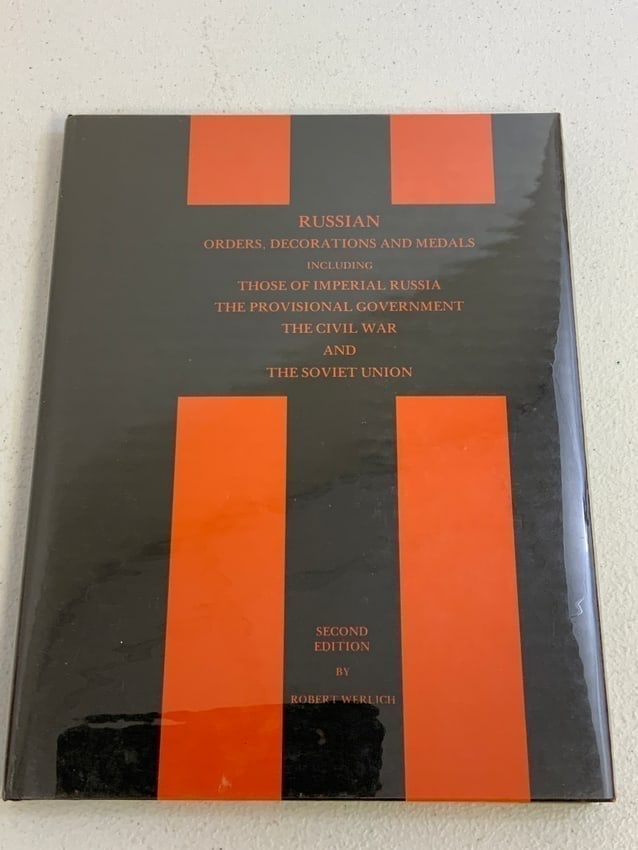 RUSSIAN
ORDERS, DECORATIONS AND MEDALS
INCLUDING
THOSE OF IMPERIAL RUSSIA
THE PROVISIONAL GOVERNMENT
THE CIVIL WAR
AND
THE SOVIET UNION
SECOND
EDITION
BY
ROBERT WERLICH